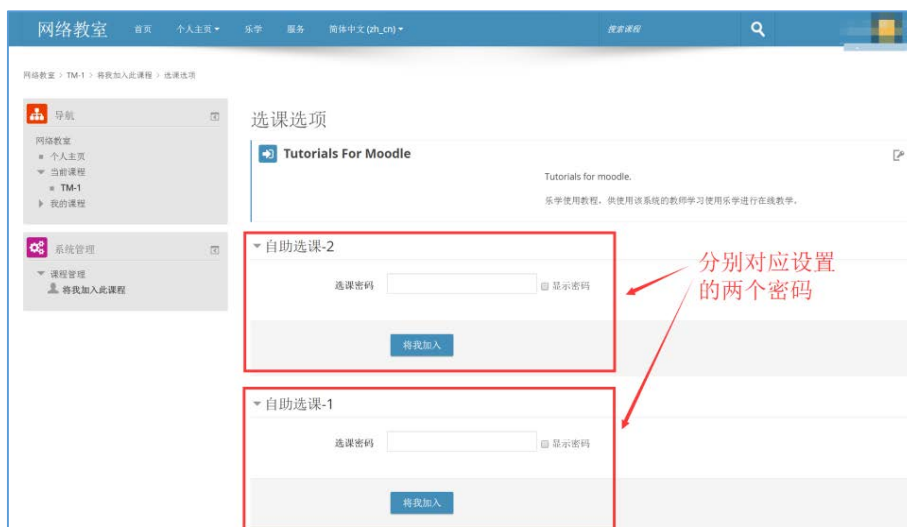 网络教室 首页 个人主页 乐学 服务 简体中文 (zh_cn) 搜索课程
网络教室 > TM-1 > 将我加入此课程 > 选课选项
导航
网络教室
个人主页
当前课程
TM-1
我的课程
系统管理
课程管理
将我加入此课程
选课选项
Tutorials For Moodle
Tutorials for moodle.
乐学使用教程。供使用该系统的教师学习使用乐学进行在线教学。
自助选课-2
选课密码 显示密码
将我加入
分别对应设置
的两个密码
自助选课-1
选课密码 显示密码
将我加入